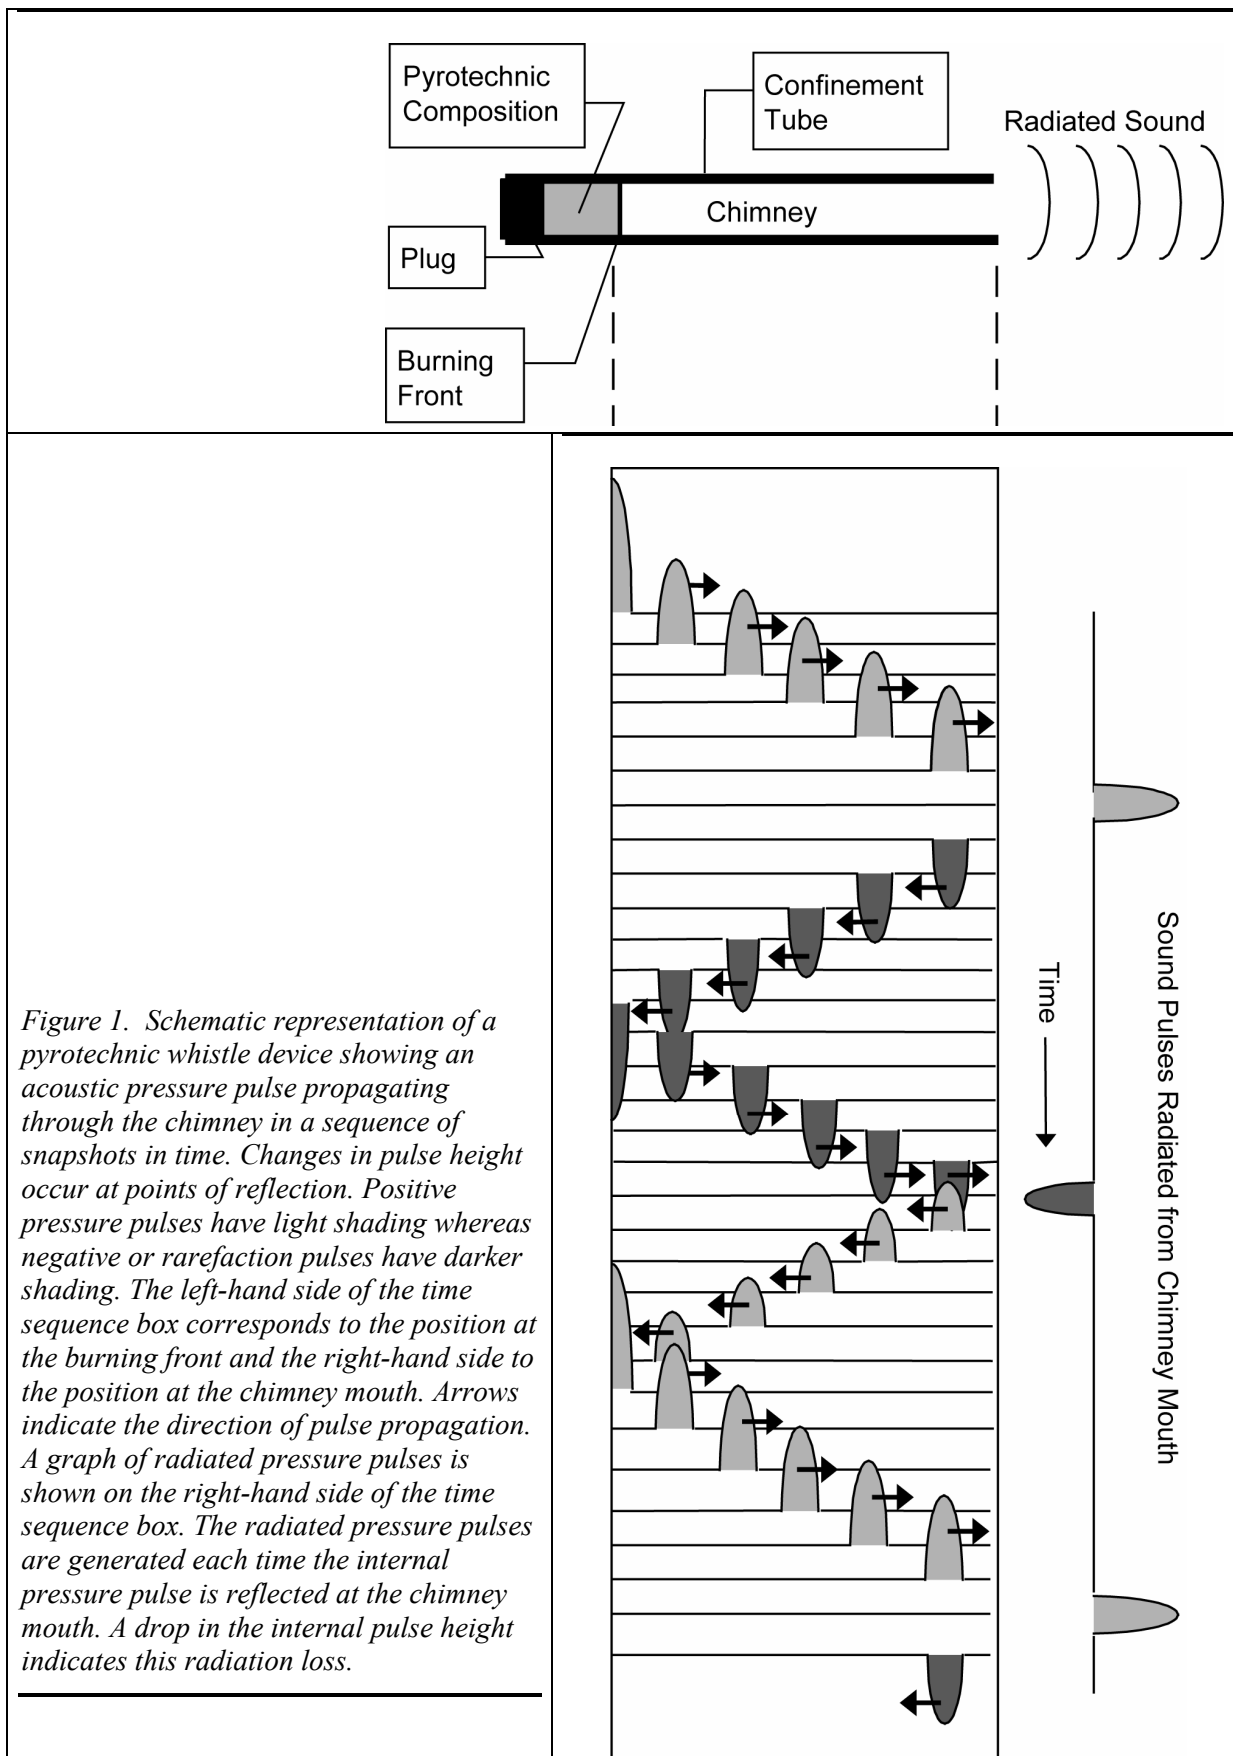 Pyrotechnic
Composition
Confinement
Tube
Radiated Sound
Chimney
Plug
Burning
Front
Figure 1.  Schematic representation of a
pyrotechnic whistle device showing an
acoustic pressure pulse propagating
through the chimney in a sequence of
snapshots in time. Changes in pulse height
occur at points of reflection. Positive
pressure pulses have light shading whereas
negative or rarefaction pulses have darker
shading. The left-hand side of the time
sequence box corresponds to the position at
the burning front and the right-hand side to
the position at the chimney mouth. Arrows
indicate the direction of pulse propagation.
A graph of radiated pressure pulses is
shown on the right-hand side of the time
sequence box. The radiated pressure pulses
are generated each time the internal
pressure pulse is reflected at the chimney
mouth. A drop in the internal pulse height
indicates this radiation loss.
Time
Sound Pulses Radiated from Chimney Mouth